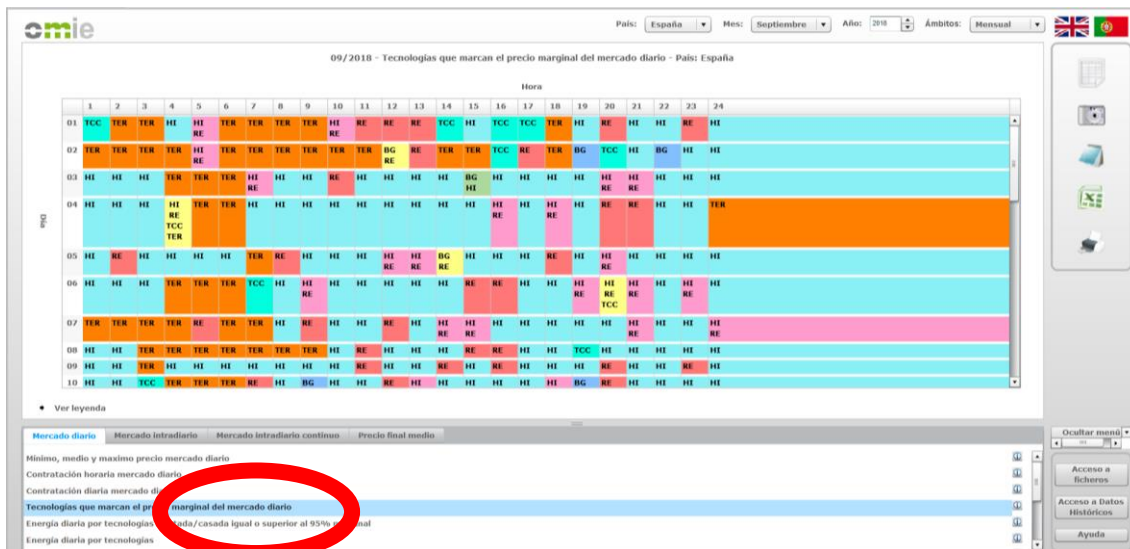 omie
País: España Mes: Septiembre Año: 2018 Ámbitos: Mensual
09/2018 - Tecnologías que marcan el precio marginal del mercado diario - País: España
Hora
1 2 3 4 5 6 7 8 9 10 11 12 13 14 15 16 17 18 19 20 21 22 23 24
01 TCC TER TER HI HI TER TER TER TER HI RE RE RE TCC HI TCC TCC TER HI RE HI HI RE HI
RE RE
02 TER TER TER TER HI TER TER TER TER TER TER BG RE TER TER TCC RE TER BG TCC HI BG HI HI
RE RE
03 HI HI HI TER TER TER HI HI HI RE HI HI HI HI BG HI HI HI HI HI HI HI HI HI
RE HI RE RE
Día
04 HI HI HI HI TER TER HI HI HI HI HI HI HI HI HI HI HI HI HI RE RE HI HI TER
RE RE RE
TCC
TER
05 HI RE HI HI HI HI TER RE HI HI HI HI HI BG HI HI HI RE HI HI HI HI HI HI
RE RE RE RE
06 HI HI HI TER TER TER TCC HI HI HI HI HI HI HI RE RE HI HI HI HI HI HI HI HI
RE RE RE RE RE
TCC
07 TER TER TER TER RE TER TER HI RE HI HI RE HI HI HI HI HI HI HI HI HI HI HI HI
RE RE RE RE
08 HI HI TER TER TER TER TER TER TER HI RE HI HI HI RE RE HI HI TCC HI HI HI HI HI
09 HI HI TER HI HI HI HI HI HI HI RE HI HI RE HI RE HI HI HI RE HI HI RE HI
10 HI HI TCC TER TER TER RE HI BG HI HI RE HI HI HI HI HI HI BG RE HI HI HI HI
Ver leyenda
Mercado diario Mercado intradiario Mercado intradiario continuo Precio final medio
Ocultar menú
Mínimo, medio y maximo precio mercado diario
Contratación horaria mercado diario
Contratación diaria mercado
Tecnologías que marcan el marginal del mercado diario
Energía diaria por tecnologías igual o superior al 95%
Energía diaria por tecnologías
Acceso a
ficheros
Acceso a Datos
Históricos
Ayuda